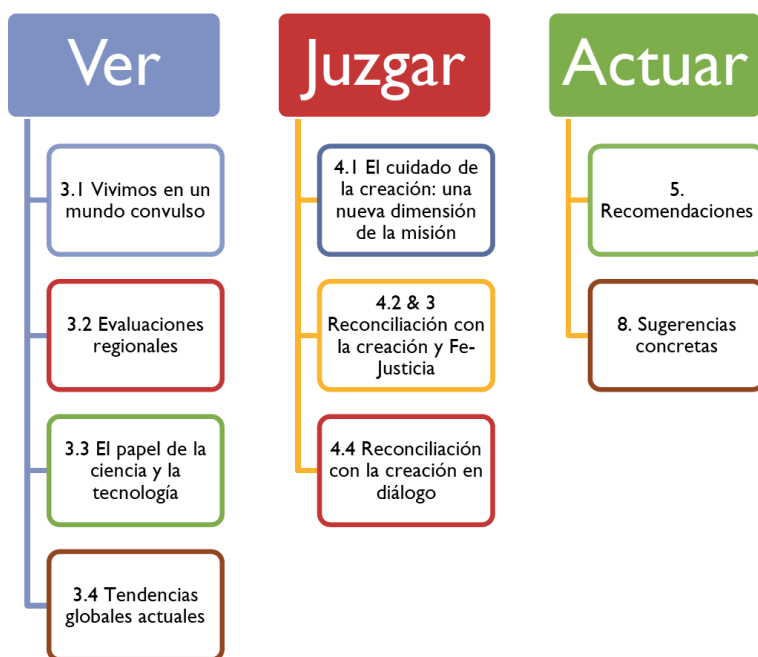 Ver
3.1 Vivimos en un
mundo convulso
3.2 Evaluaciones
regionales
3.3 El papel de la
ciencia y la
tecnología
3.4 Tendencias
globales actuales
Juzgar
4.1 El cuidado de
la creación: una
nueva dimensión
de la misión
4.2 & 3
Reconciliación con
la creación y Fe-
Justicia
4.4 Reconciliación
con la creación en
diálogo
Actuar
5.
Recomendaciones
8. Sugerencias
concretas